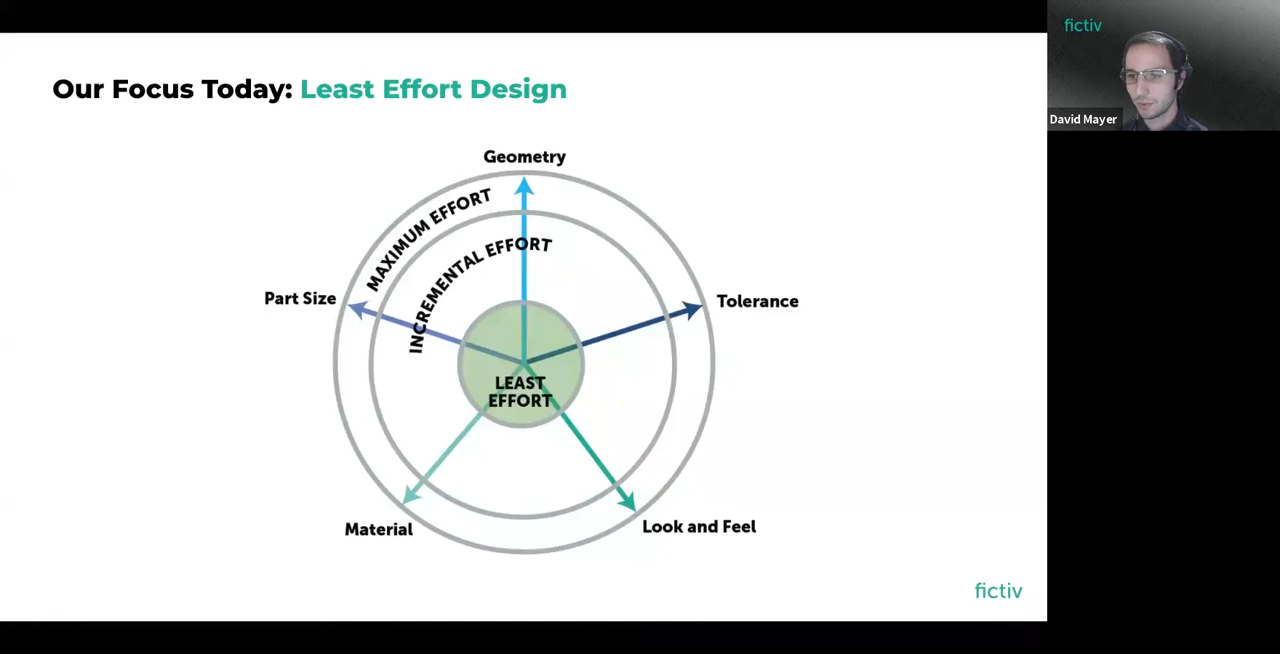 Our Focus Today: Least Effort Design
fictiv
David Mayer
Geometry
MAXIMUM EFFORT
INCREMENTAL EFFORT
Part Size
Tolerance
LEAST
EFFORT
Material
Look and Feel
fictiv